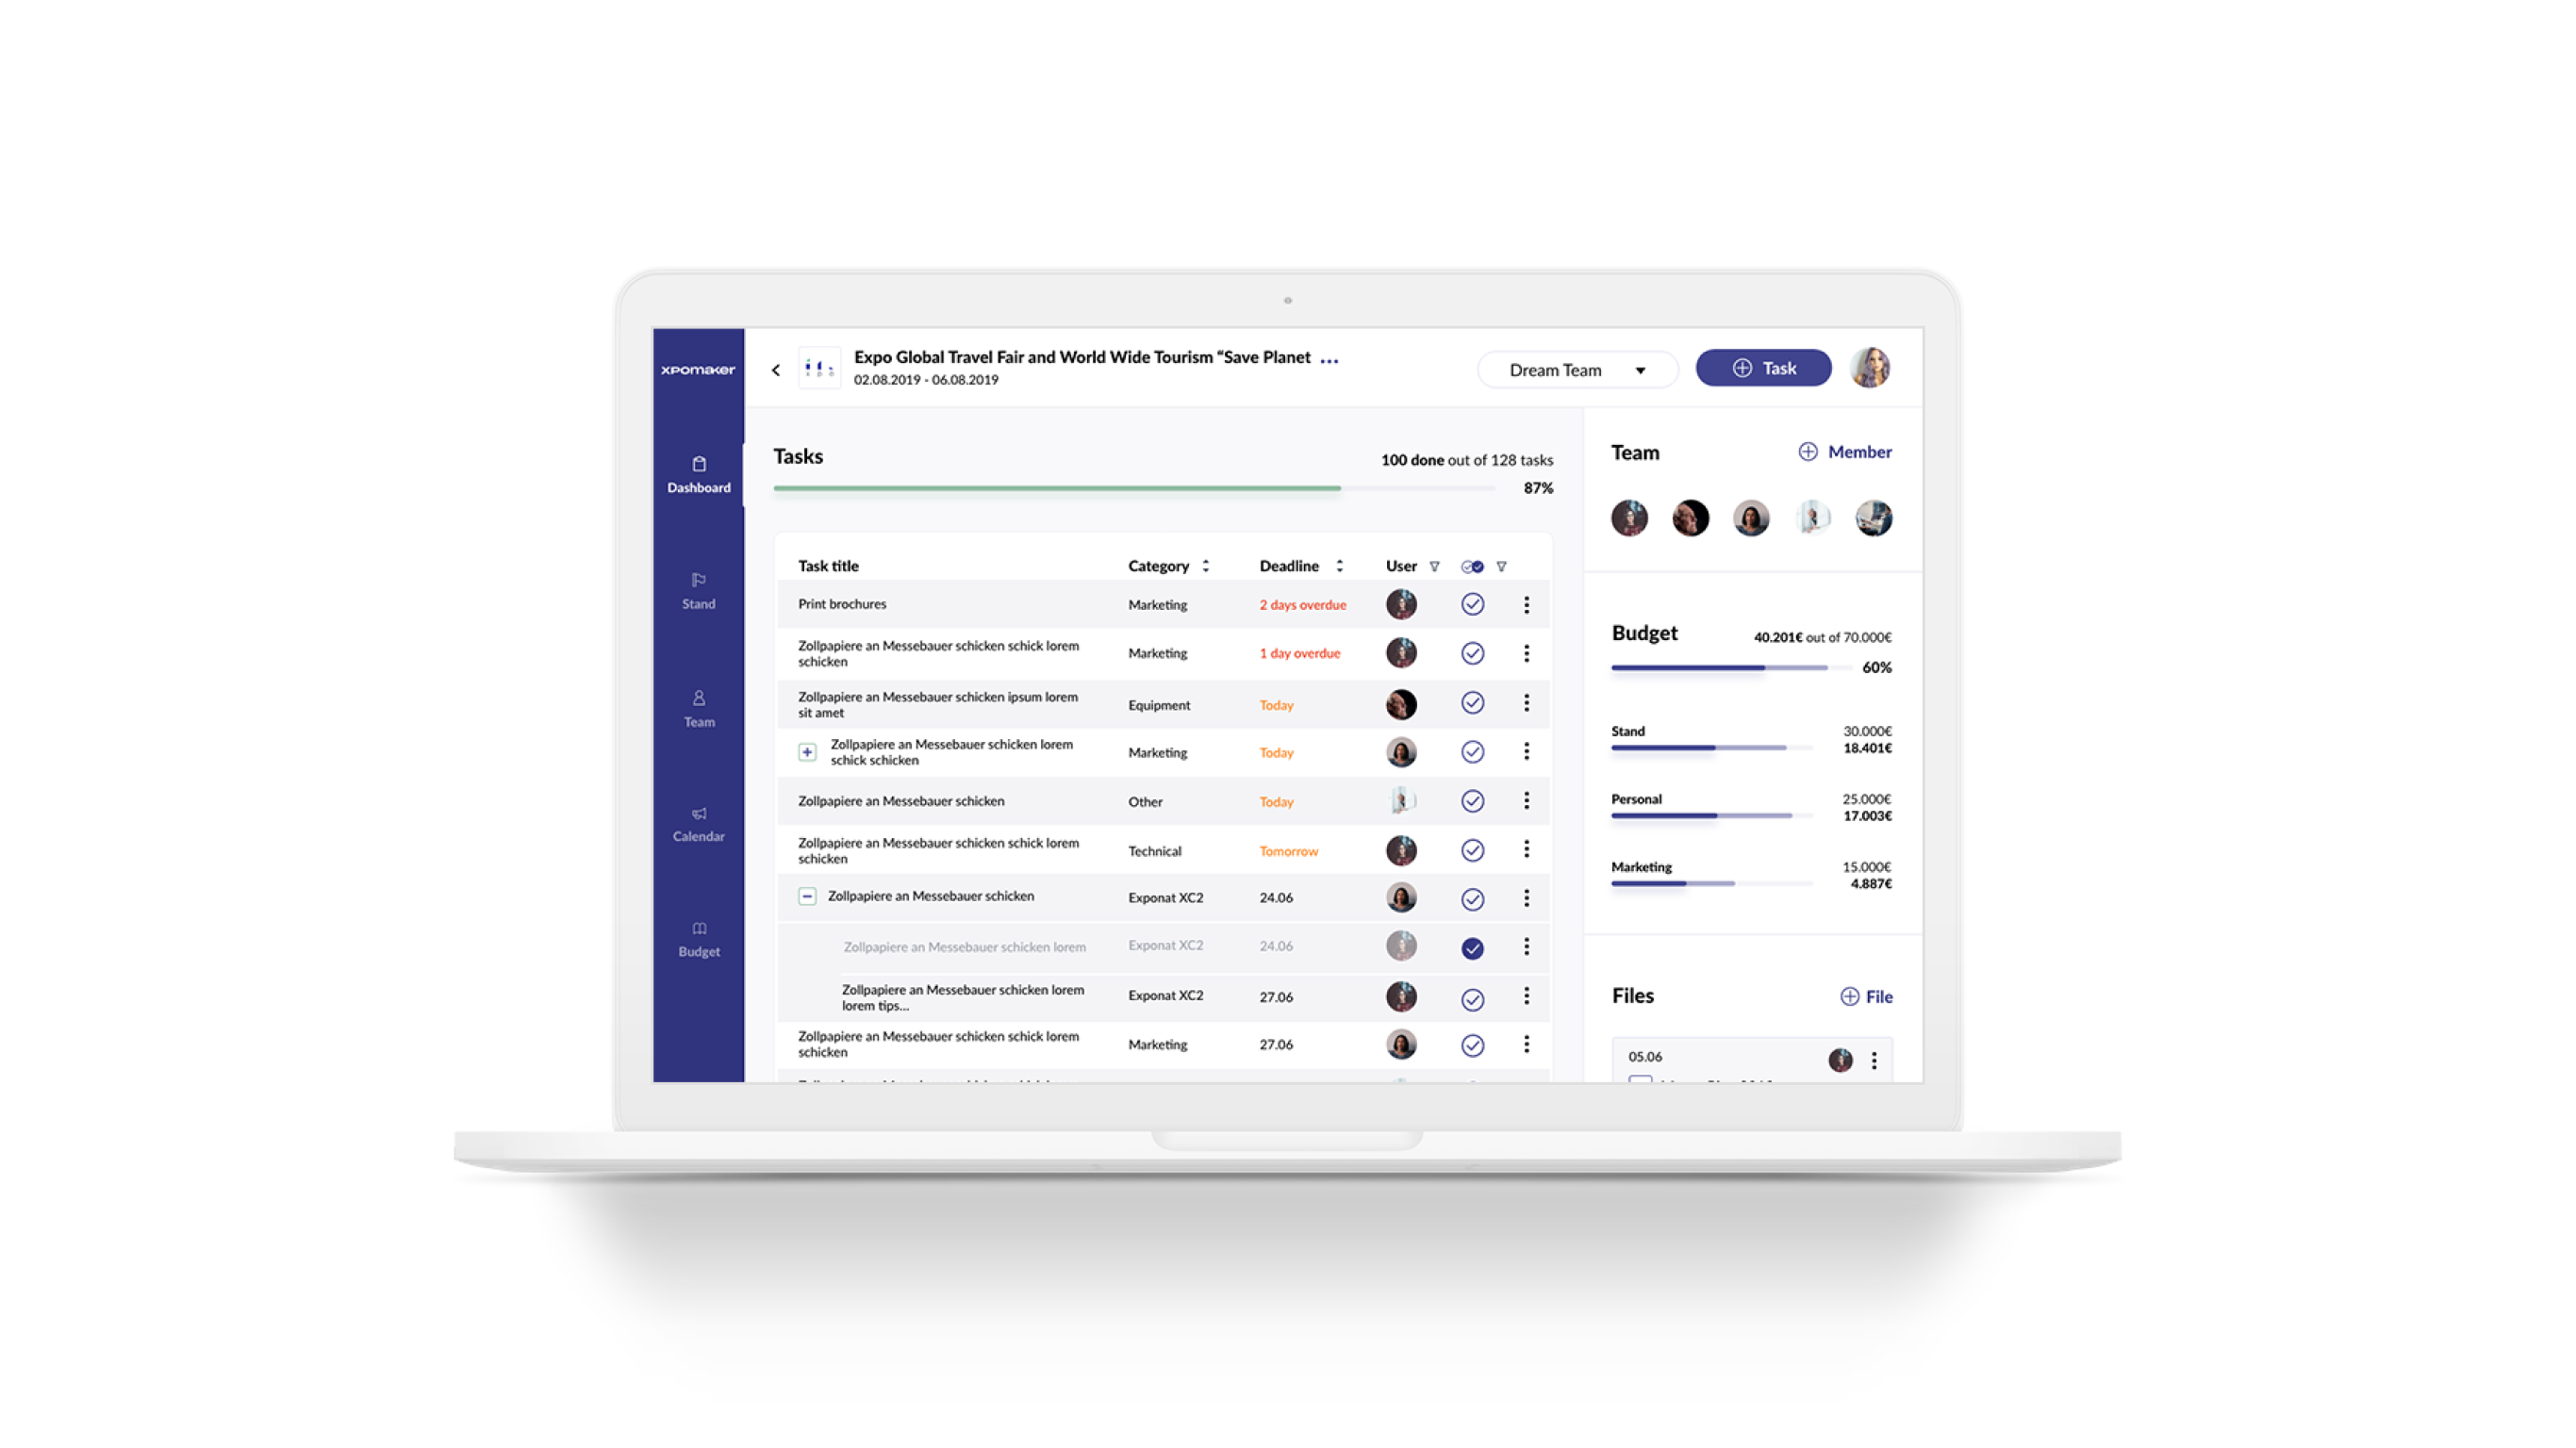 xpomaker
Expo Global Travel Fair and World Wide Tourism “Save Planet ...
02.08.2019 - 06.08.2019
Dream Team
Task
Dashboard
Stand
Team
Calendar
Budget
Tasks
100 done out of 128 tasks
87%
Task title Category Deadline User
Print brochures Marketing 2 days overdue
Zollpapiere an Messebauer schicken schick lorem
schicken
Marketing 1 day overdue
Zollpapiere an Messebauer schicken ipsum lorem
sit amet
Equipment Today
Zollpapiere an Messebauer schicken lorem
schick schicken
Marketing Today
Zollpapiere an Messebauer schicken Other Today
Zollpapiere an Messebauer schicken schick lorem
schicken
Technical Tomorrow
Zollpapiere an Messebauer schicken Exponat XC2 24.06
Zollpapiere an Messebauer schicken lorem Exponat XC2 24.06
Zollpapiere an Messebauer schicken lorem
lorem tips...
Exponat XC2 27.06
Zollpapiere an Messebauer schicken schick lorem
schicken
Marketing 27.06
Team
Member
Budget
40.201€ out of 70.000€
60%
Stand 30.000€
18.401€
Personal 25.000€
17.003€
Marketing 15.000€
4.887€
Files
File
05.06